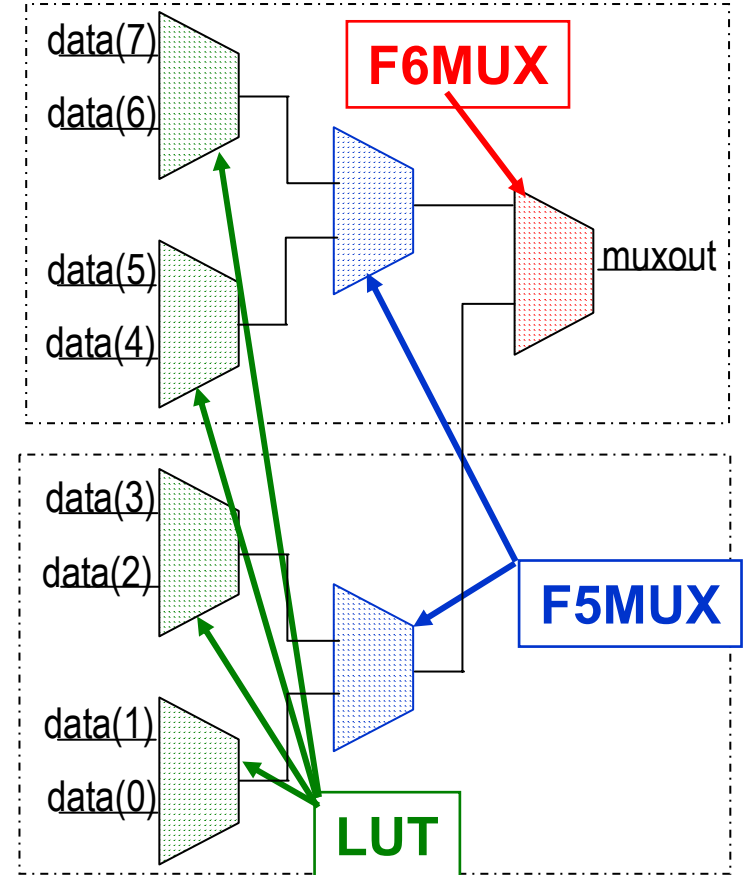 data(7)
F6MUX
data(6)
data(5)
muxout
data(4)
data(3)
data(2)
F5MUX
data(1)
data(0)
LUT